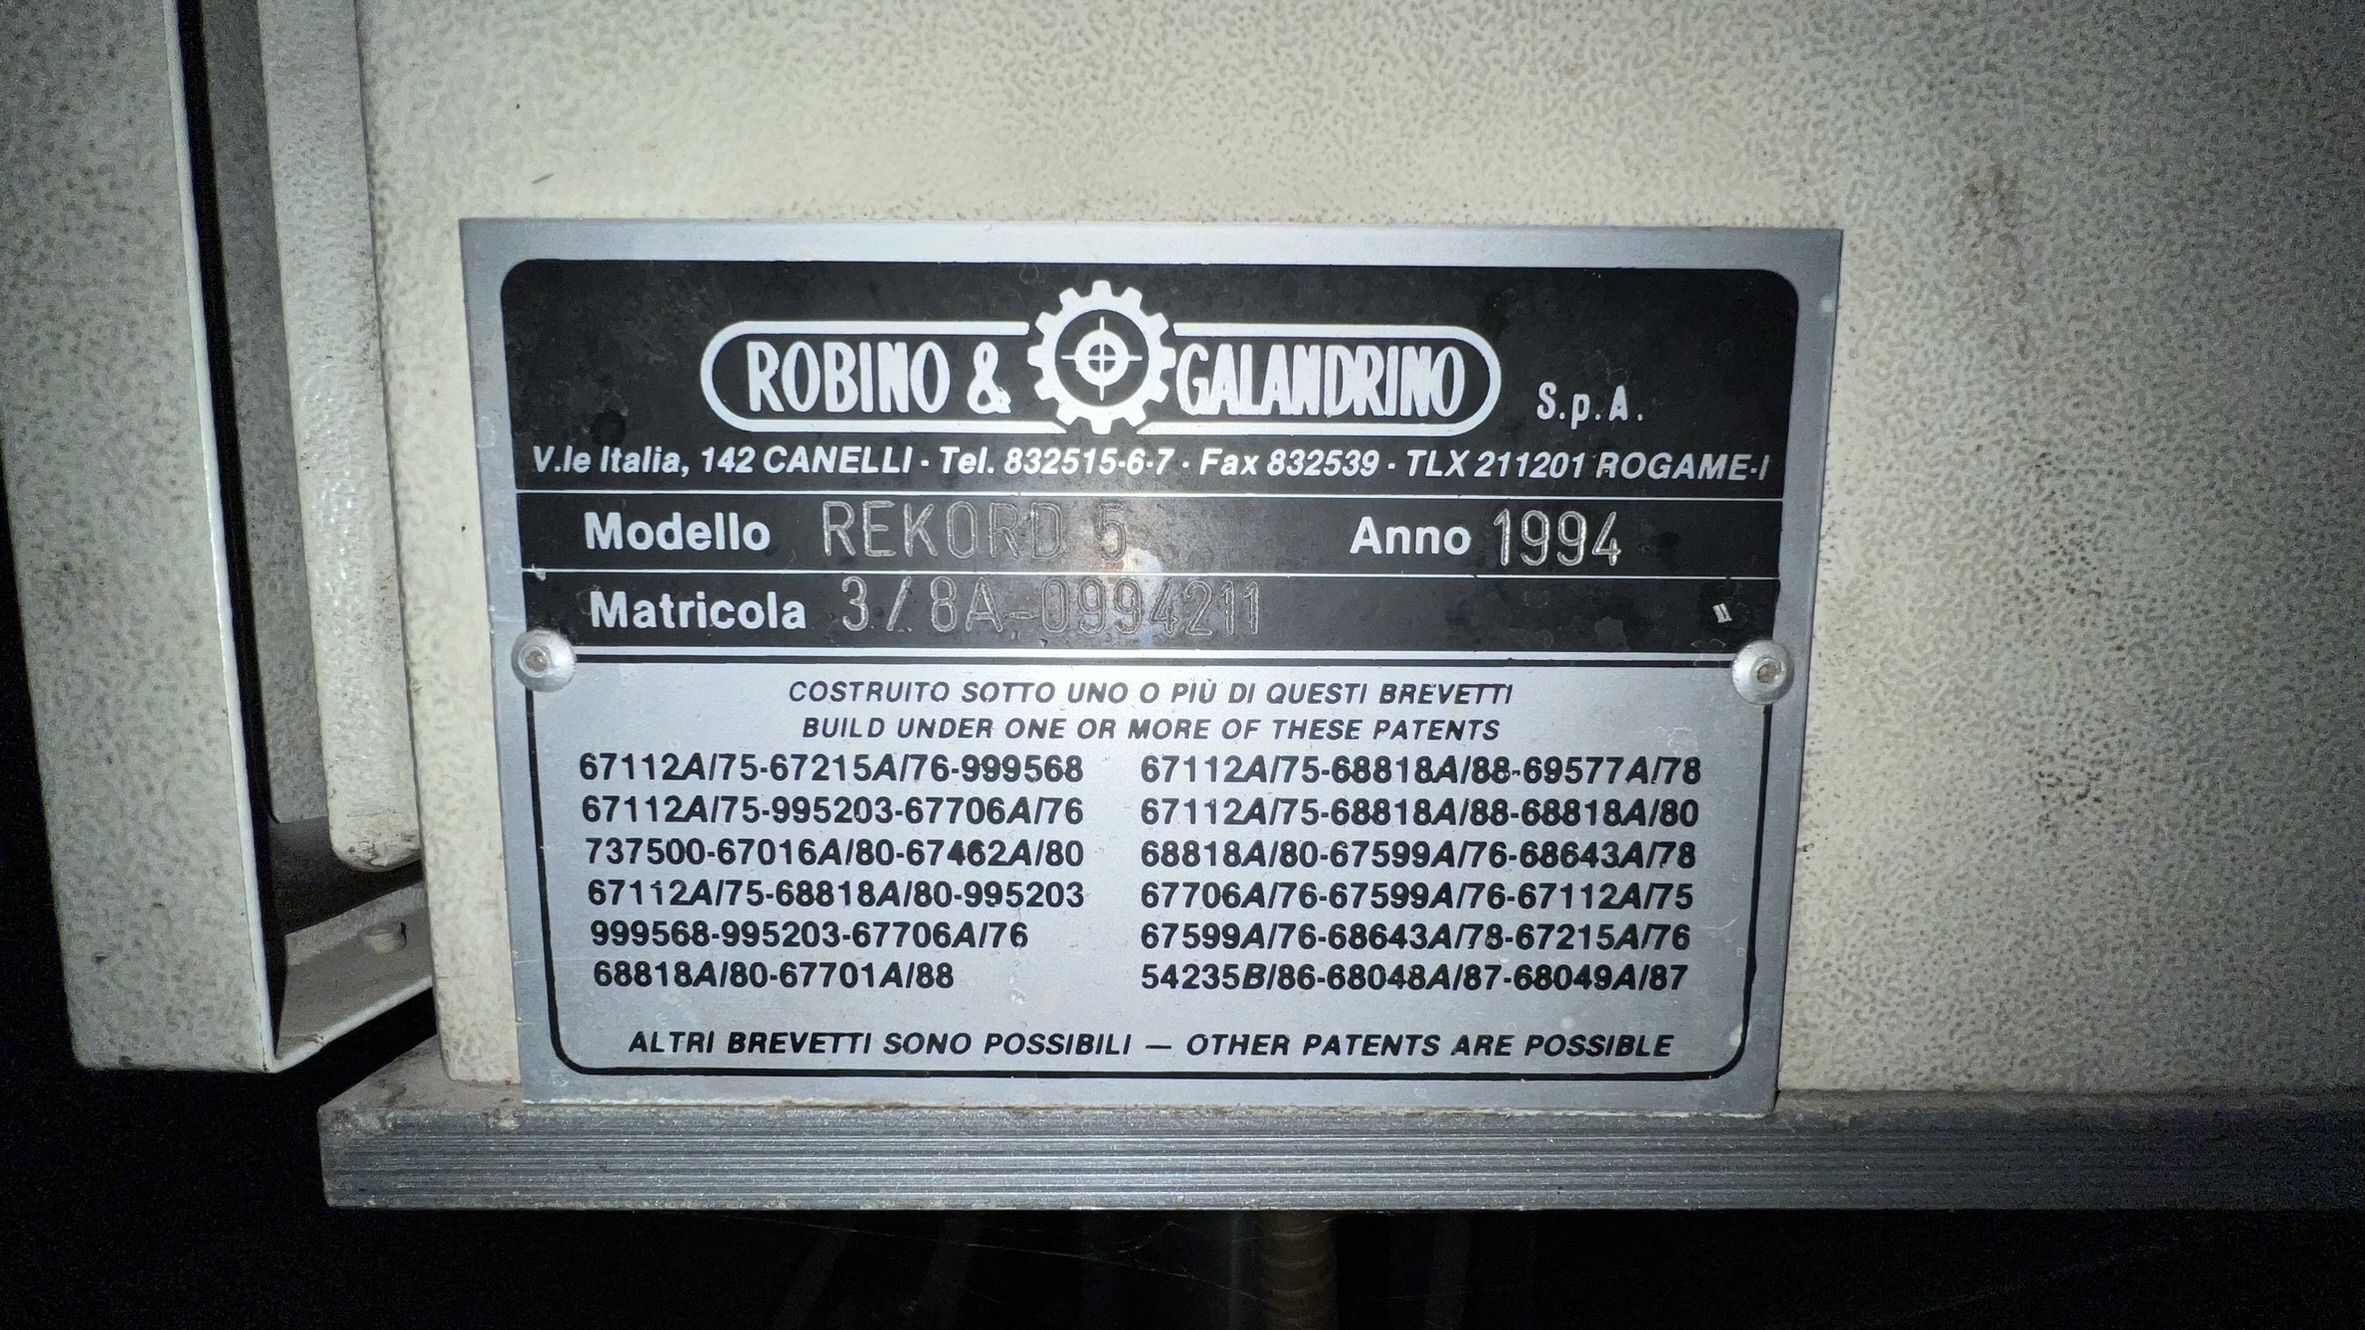 ROBINO & GALANDRINO S.p.A.
V.le Italia, 142 CANELLI - Tel. 832515-6-7 - Fax 832539 - TLX 211201 ROGAME-I
Modello REKORD 5 Anno 1994
Matricola 3/8A-0994211
COSTRUITO SOTTO UNO O PIÙ DI QUESTI BREVETTI
BUILD UNDER ONE OR MORE OF THESE PATENTS
67112A/75-67215A/76-999568 67112A/75-68818A/88-69577A/78
67112A/75-995203-67706A/76 67112A/75-68818A/88-68818A/80
737500-67016A/80-67462A/80 68818A/80-67599A/76-68643A/78
67112A/75-68818A/80-995203 67706A/76-67599A/76-67112A/75
999568-995203-67706A/76 67599A/76-68643A/78-67215A/76
68818A/80-67701A/88 54235B/86-68048A/87-68049A/87
ALTRI BREVETTI SONO POSSIBILI — OTHER PATENTS ARE POSSIBLE